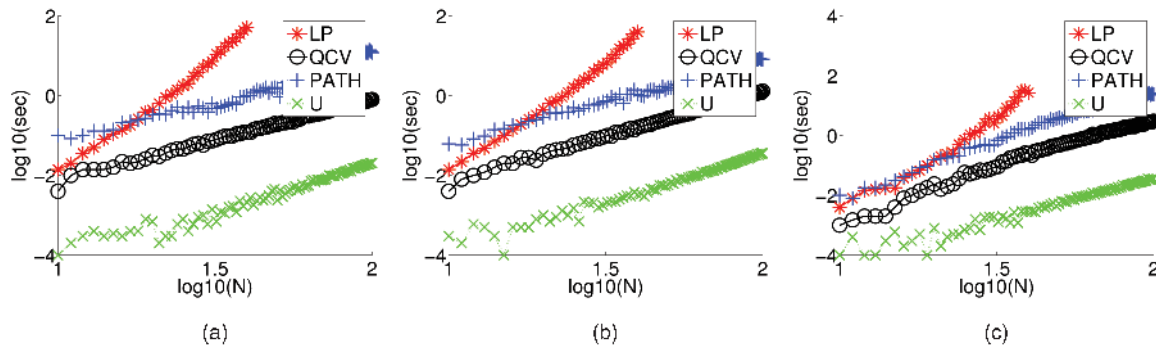 2
0
−2
−4
log10(sec)
1
1.5
2
log10(N)
LP
QCV
PATH
U
(a)
2
0
−2
−4
log10(sec)
1
1.5
2
log10(N)
LP
QCV
PATH
U
(b)
4
2
0
−2
−4
log10(sec)
1
1.5
2
log10(N)
LP
QCV
PATH
U
(c)